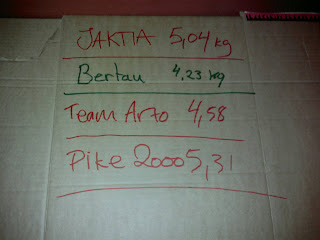 JAKTIA 5,04 kg
Bertau 4,23 kg
Team Arto 4,58
Pike 2000 5,31